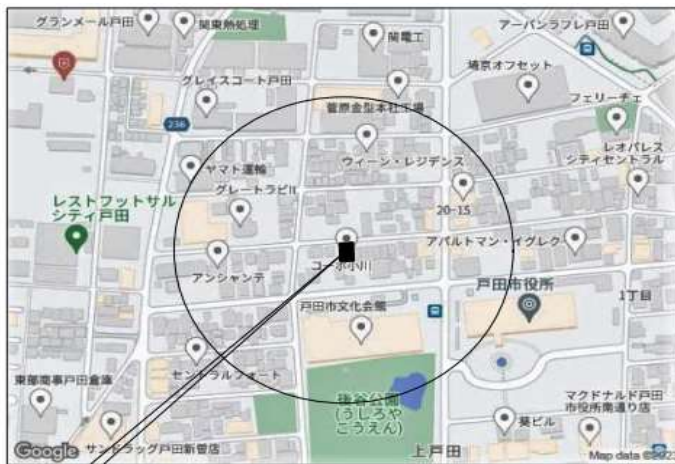 グランメール戸田
関東熱処理
関電工
アーバンラフレ戸田
グレイスコート戸田
埼京オフセット
菅原金型本社工場
フェリーチェ
236
ウィーン・レジデンス
レオパレス
シティセントラル
ヤマト運輸
グレートラビII
レストフットサル
シティ戸田
20-15
アパルトマン・イグレク
アンシャンテ
コーポ小川
戸田市役所
1丁目
戸田市文化会館
セントラルフォート
東部商事戸田倉庫
後谷公園
(うしろや
こうえん)
マクドナルド戸田
市役所南通り店
葵ビル
サンドラッグ戸田新曽店
上戸田
Google
Map data ©202